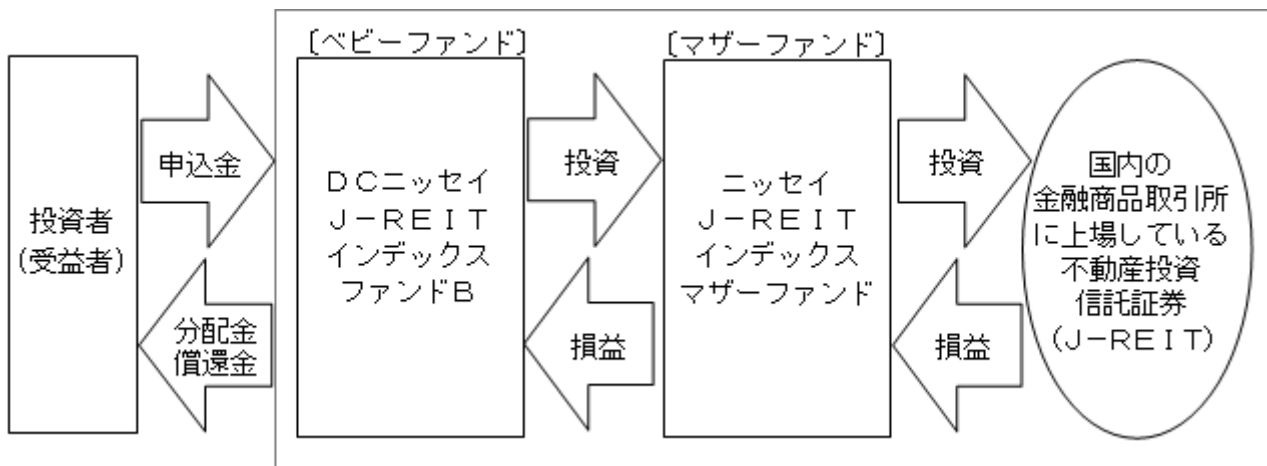 〔ベビーファンド〕
〔マザーファンド〕
投資者
（受益者）
申込金
分配金
償還金
ＤＣニッセイ
Ｊ－ＲＥＩＴ
インデックス
ファンドＢ
投資
損益
ニッセイ
Ｊ－ＲＥＩＴ
インデックス
マザーファンド
投資
損益
国内の
金融商品取引所
に上場している
不動産投資
信託証券
（Ｊ－ＲＥＩＴ）